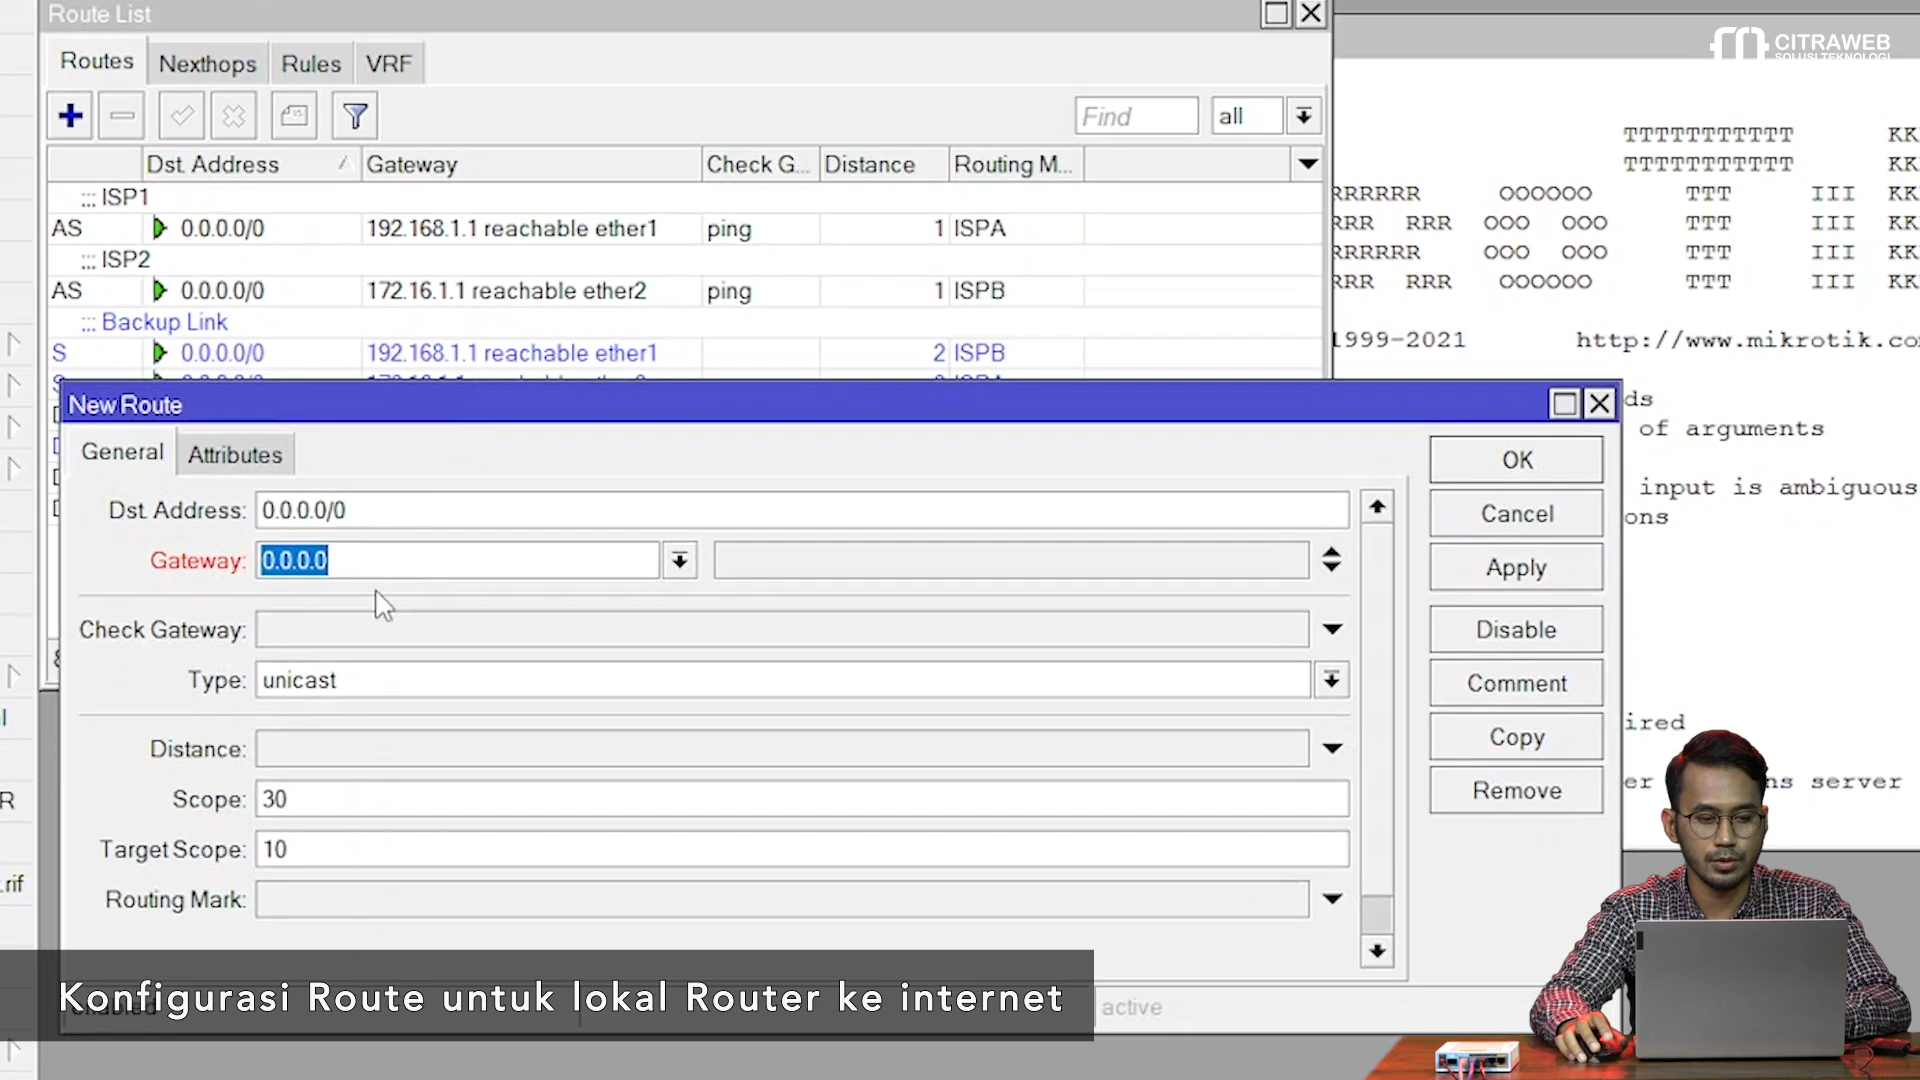 Route List
CITRAWEB
SOLUSI TEKNOLOGI
Routes Nexthops Rules VRF
Find all
Dst. Address Gateway Check G... Distance Routing M...
::: ISP1
AS 0.0.0.0/0 192.168.1.1 reachable ether1 ping 1 ISPA
::: ISP2
AS 0.0.0.0/0 172.16.1.1 reachable ether2 ping 1 ISPB
::: Backup Link
S 0.0.0.0/0 192.168.1.1 reachable ether1 2 ISPB
TTTTTTTTTTT KK
TTTTTTTTTTT KK
RRRRRR OOOOOO TTT III KK
RRR RRR OOO OOO TTT III KK
RRRRRR OOO OOO TTT III KK
RRR RRR OOOOOO TTT III KK
1999-2021 http://www.mikrotik.co
ds
of arguments
input is ambiguous
ons
ired
er ns server
New Route
General Attributes
Dst. Address: 0.0.0.0/0
Gateway: 0.0.0.0
Check Gateway:
Type: unicast
Distance:
Scope: 30
Target Scope: 10
Routing Mark:
OK
Cancel
Apply
Disable
Comment
Copy
Remove
enabled active
R
.rif
Konfigurasi Route untuk lokal Router ke internet